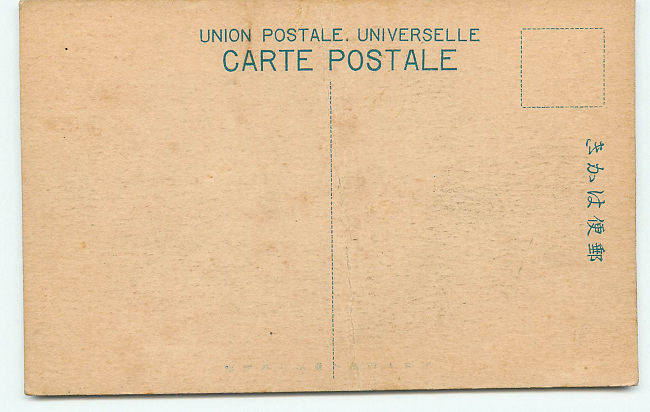 UNION POSTALE. UNIVERSELLE
CARTE POSTALE
郵便はかき